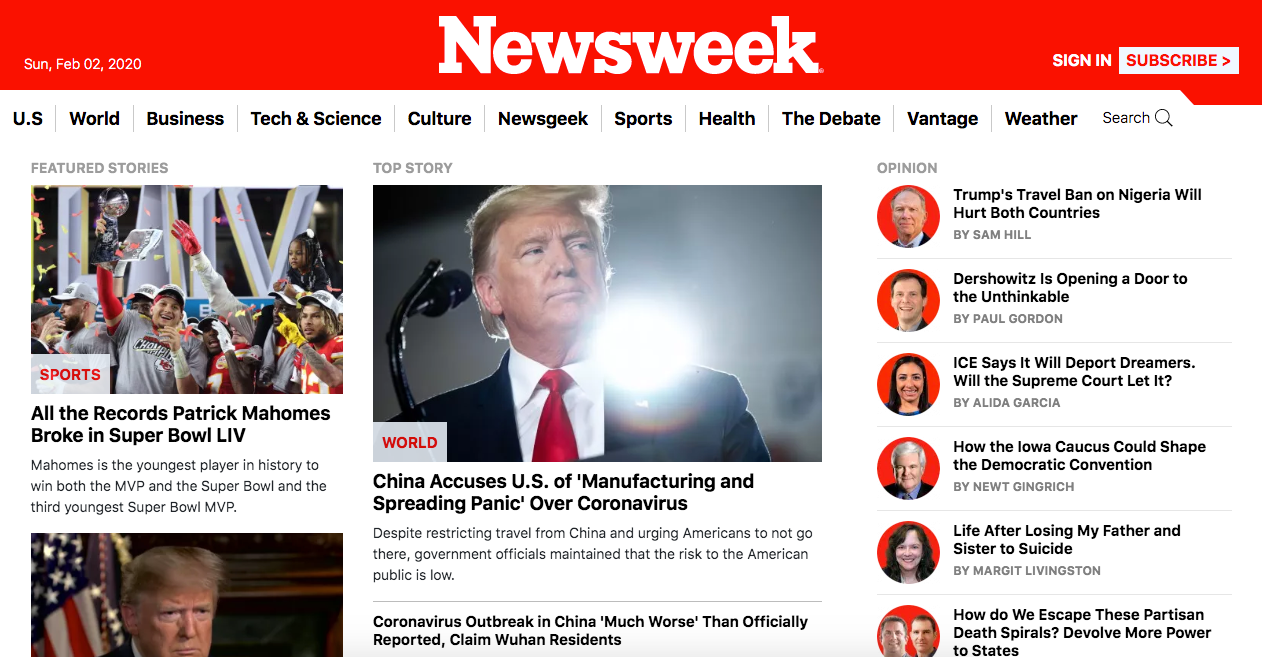 Newsweek
Sun, Feb 02, 2020
SIGN IN
SUBSCRIBE >
U.S
World
Business
Tech & Science
Culture
Newsgeek
Sports
Health
The Debate
Vantage
Weather
Search
FEATURED STORIES
LIV
CHAMPIONS
SPORTS
All the Records Patrick Mahomes
Broke in Super Bowl LIV
Mahomes is the youngest player in history to
win both the MVP and the Super Bowl and the
third youngest Super Bowl MVP.
TOP STORY
WORLD
China Accuses U.S. of 'Manufacturing and
Spreading Panic' Over Coronavirus
Despite restricting travel from China and urging Americans to not go
there, government officials maintained that the risk to the American
public is low.
Coronavirus Outbreak in China 'Much Worse' Than Officially
Reported, Claim Wuhan Residents
OPINION
Trump's Travel Ban on Nigeria Will
Hurt Both Countries
BY SAM HILL
Dershowitz Is Opening a Door to
the Unthinkable
BY PAUL GORDON
ICE Says It Will Deport Dreamers.
Will the Supreme Court Let It?
BY ALIDA GARCIA
How the Iowa Caucus Could Shape
the Democratic Convention
BY NEWT GINGRICH
Life After Losing My Father and
Sister to Suicide
BY MARGIT LIVINGSTON
How do We Escape These Partisan
Death Spirals? Devolve More Power
to States